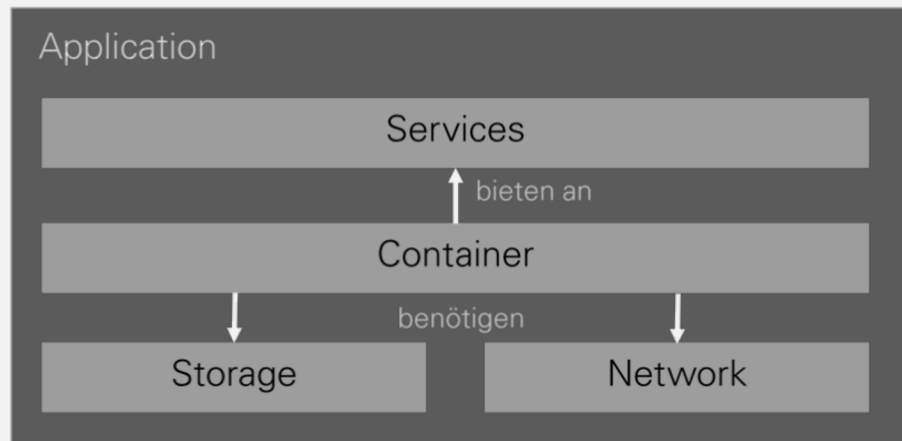 Application
Services
bieten an
Container
benötigen
Storage
Network